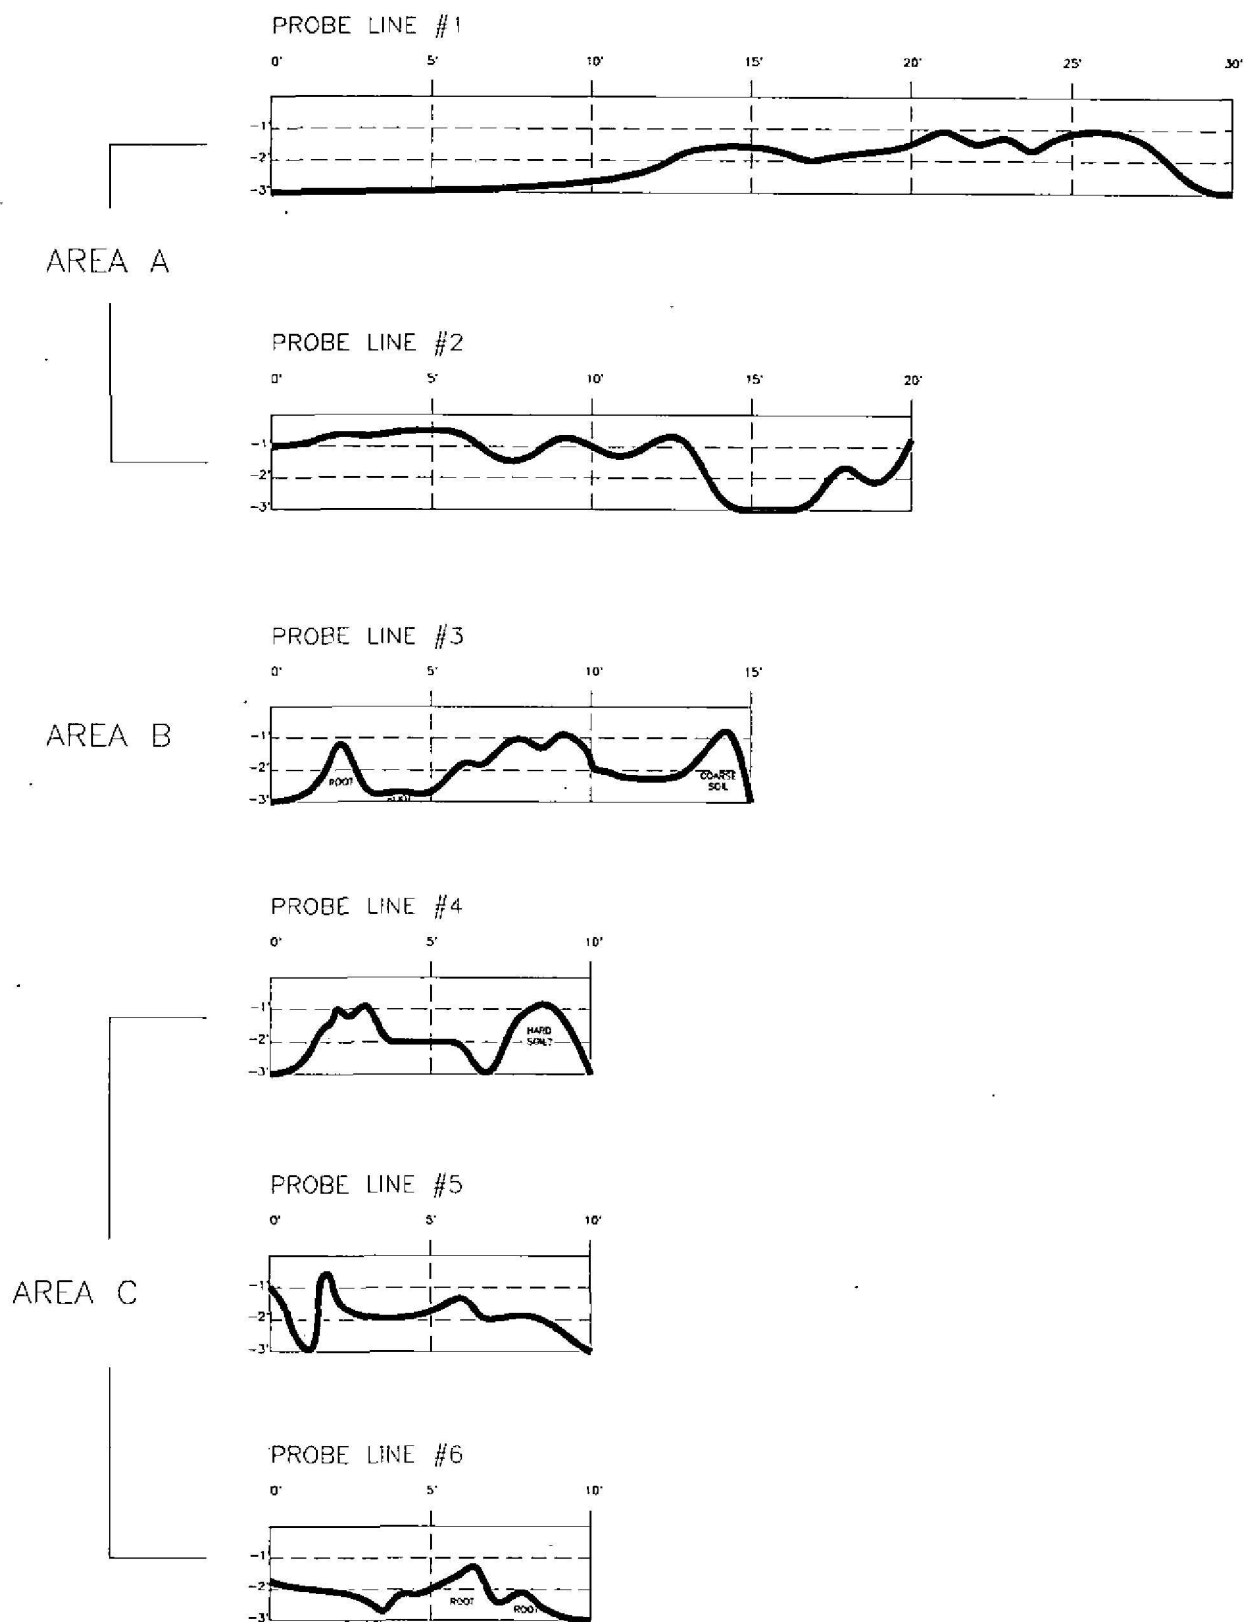 PROBE LINE #1
0' 5' 10' 15' 20' 25' 30'
-1'
-2'
-3'
AREA A
PROBE LINE #2
0' 5' 10' 15' 20'
-1'
-2'
-3'
PROBE LINE #3
0' 5' 10' 15'
AREA B
-1'
-2'
-3'
ROOT
COARSE
SOIL
PROBE LINE #4
0' 5' 10'
-1'
-2'
-3'
HARD
SOIL?
PROBE LINE #5
0' 5' 10'
-1'
-2'
-3'
AREA C
PROBE LINE #6
0' 5' 10'
-1'
-2'
-3'
ROOT
ROOT